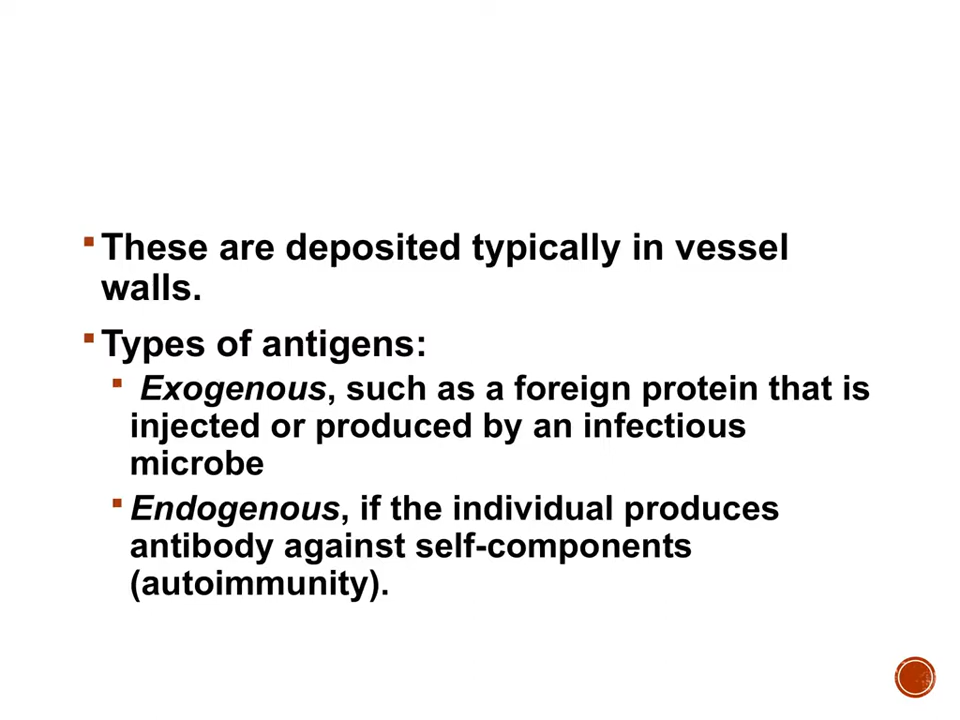 These are deposited typically in vessel
walls.
Types of antigens:
Exogenous, such as a foreign protein that is
injected or produced by an infectious
microbe
Endogenous, if the individual produces
antibody against self-components
(autoimmunity).